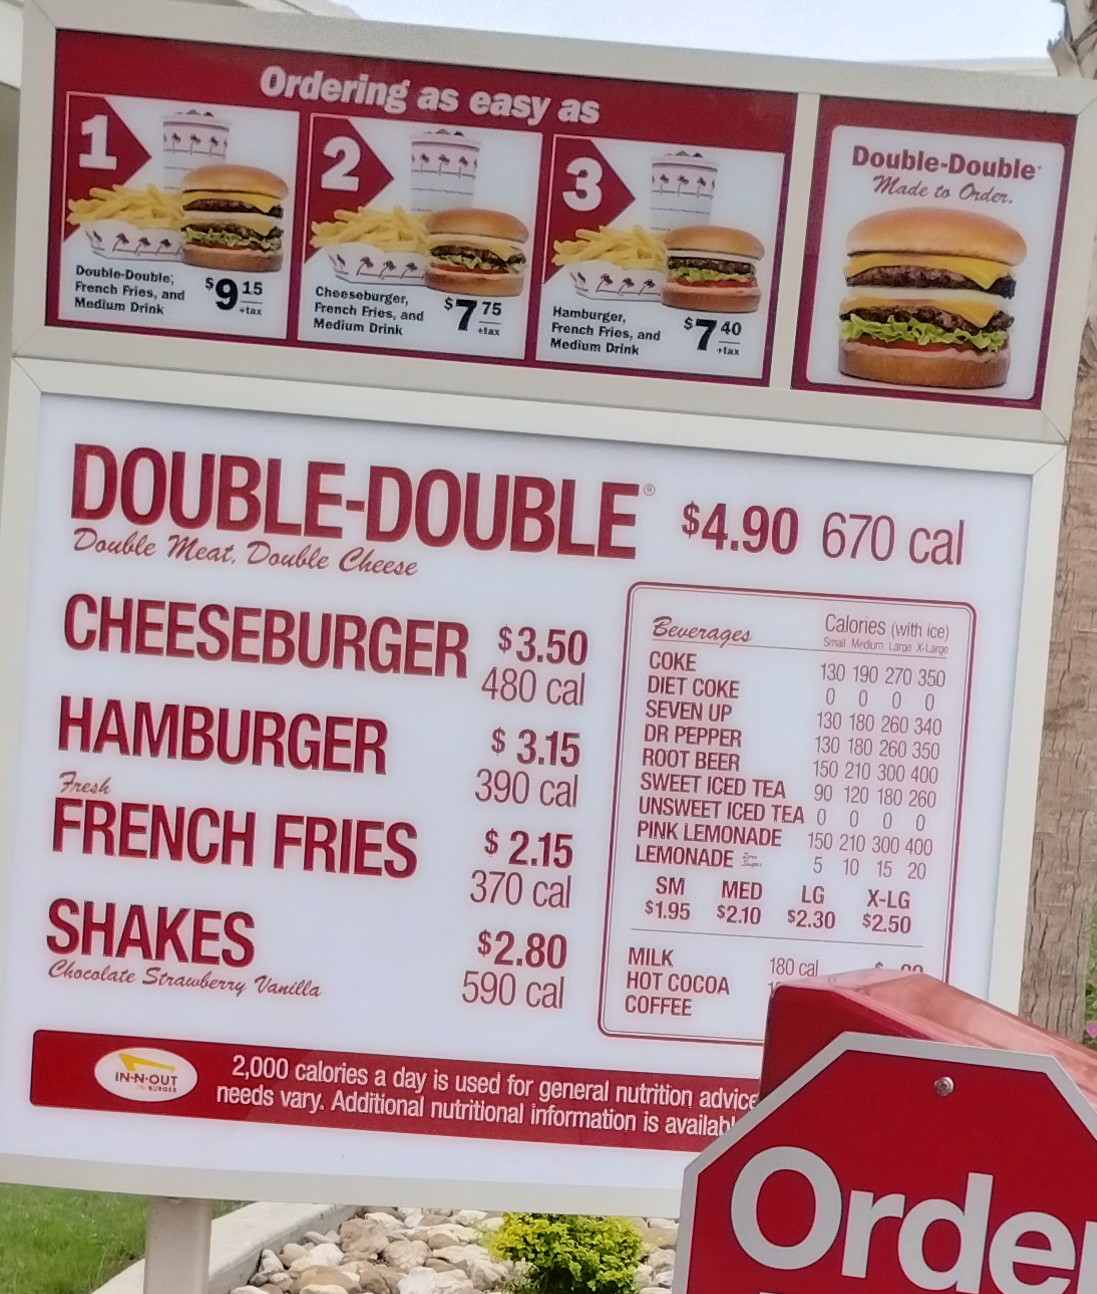 Ordering as easy as
1
Double-Double,
French Fries, and
Medium Drink
$9 15
+tax
2
Cheeseburger,
French Fries, and
Medium Drink
$7 75
+tax
3
Hamburger,
French Fries, and
Medium Drink
$7 40
+tax
Double-Double
Made to Order.
DOUBLE-DOUBLE® $4.90 670 cal
Double Meat, Double Cheese
CHEESEBURGER $3.50
480 cal
HAMBURGER $3.15
390 cal
Fresh
FRENCH FRIES $2.15
370 cal
SHAKES $2.80
Chocolate Strawberry Vanilla 590 cal
Beverages Calories (with ice)
Small Medium Large X-Large
COKE 130 190 270 350
DIET COKE 0 0 0 0
SEVEN UP 130 180 260 340
DR PEPPER 130 180 260 350
ROOT BEER 150 210 300 400
SWEET ICED TEA 90 120 180 260
UNSWEET ICED TEA 0 0 0 0
PINK LEMONADE 150 210 300 400
LEMONADE Zero Sugar 5 10 15 20
SM MED LG X-LG
$1.95 $2.10 $2.30 $2.50
MILK 180 cal
HOT COCOA
COFFEE
IN-N-OUT
BURGER
2,000 calories a day is used for general nutrition advice
needs vary. Additional nutritional information is availabl
Orde